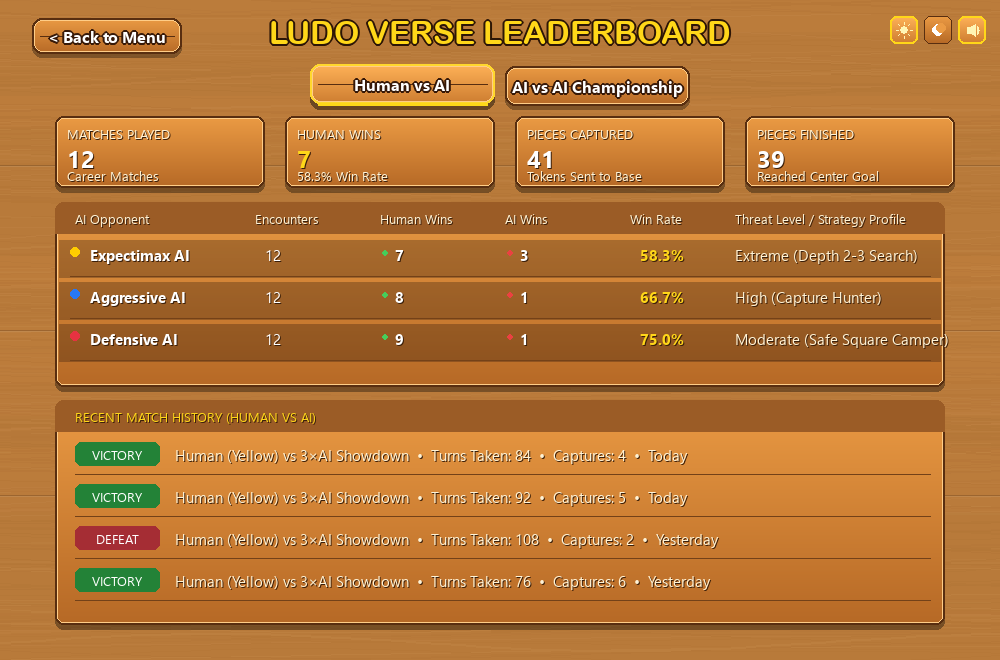 < Back to Menu
LUDO VERSE LEADERBOARD
Human vs AI
AI vs AI Championship
MATCHES PLAYED
12
Career Matches
HUMAN WINS
7
58.3% Win Rate
PIECES CAPTURED
41
Tokens Sent to Base
PIECES FINISHED
39
Reached Center Goal
AI Opponent Encounters Human Wins AI Wins Win Rate Threat Level / Strategy Profile
Expectimax AI 12 7 3 58.3% Extreme (Depth 2-3 Search)
Aggressive AI 12 8 1 66.7% High (Capture Hunter)
Defensive AI 12 9 1 75.0% Moderate (Safe Square Camper)
RECENT MATCH HISTORY (HUMAN VS AI)
VICTORY Human (Yellow) vs 3×AI Showdown • Turns Taken: 84 • Captures: 4 • Today
VICTORY Human (Yellow) vs 3×AI Showdown • Turns Taken: 92 • Captures: 5 • Today
DEFEAT Human (Yellow) vs 3×AI Showdown • Turns Taken: 108 • Captures: 2 • Yesterday
VICTORY Human (Yellow) vs 3×AI Showdown • Turns Taken: 76 • Captures: 6 • Yesterday